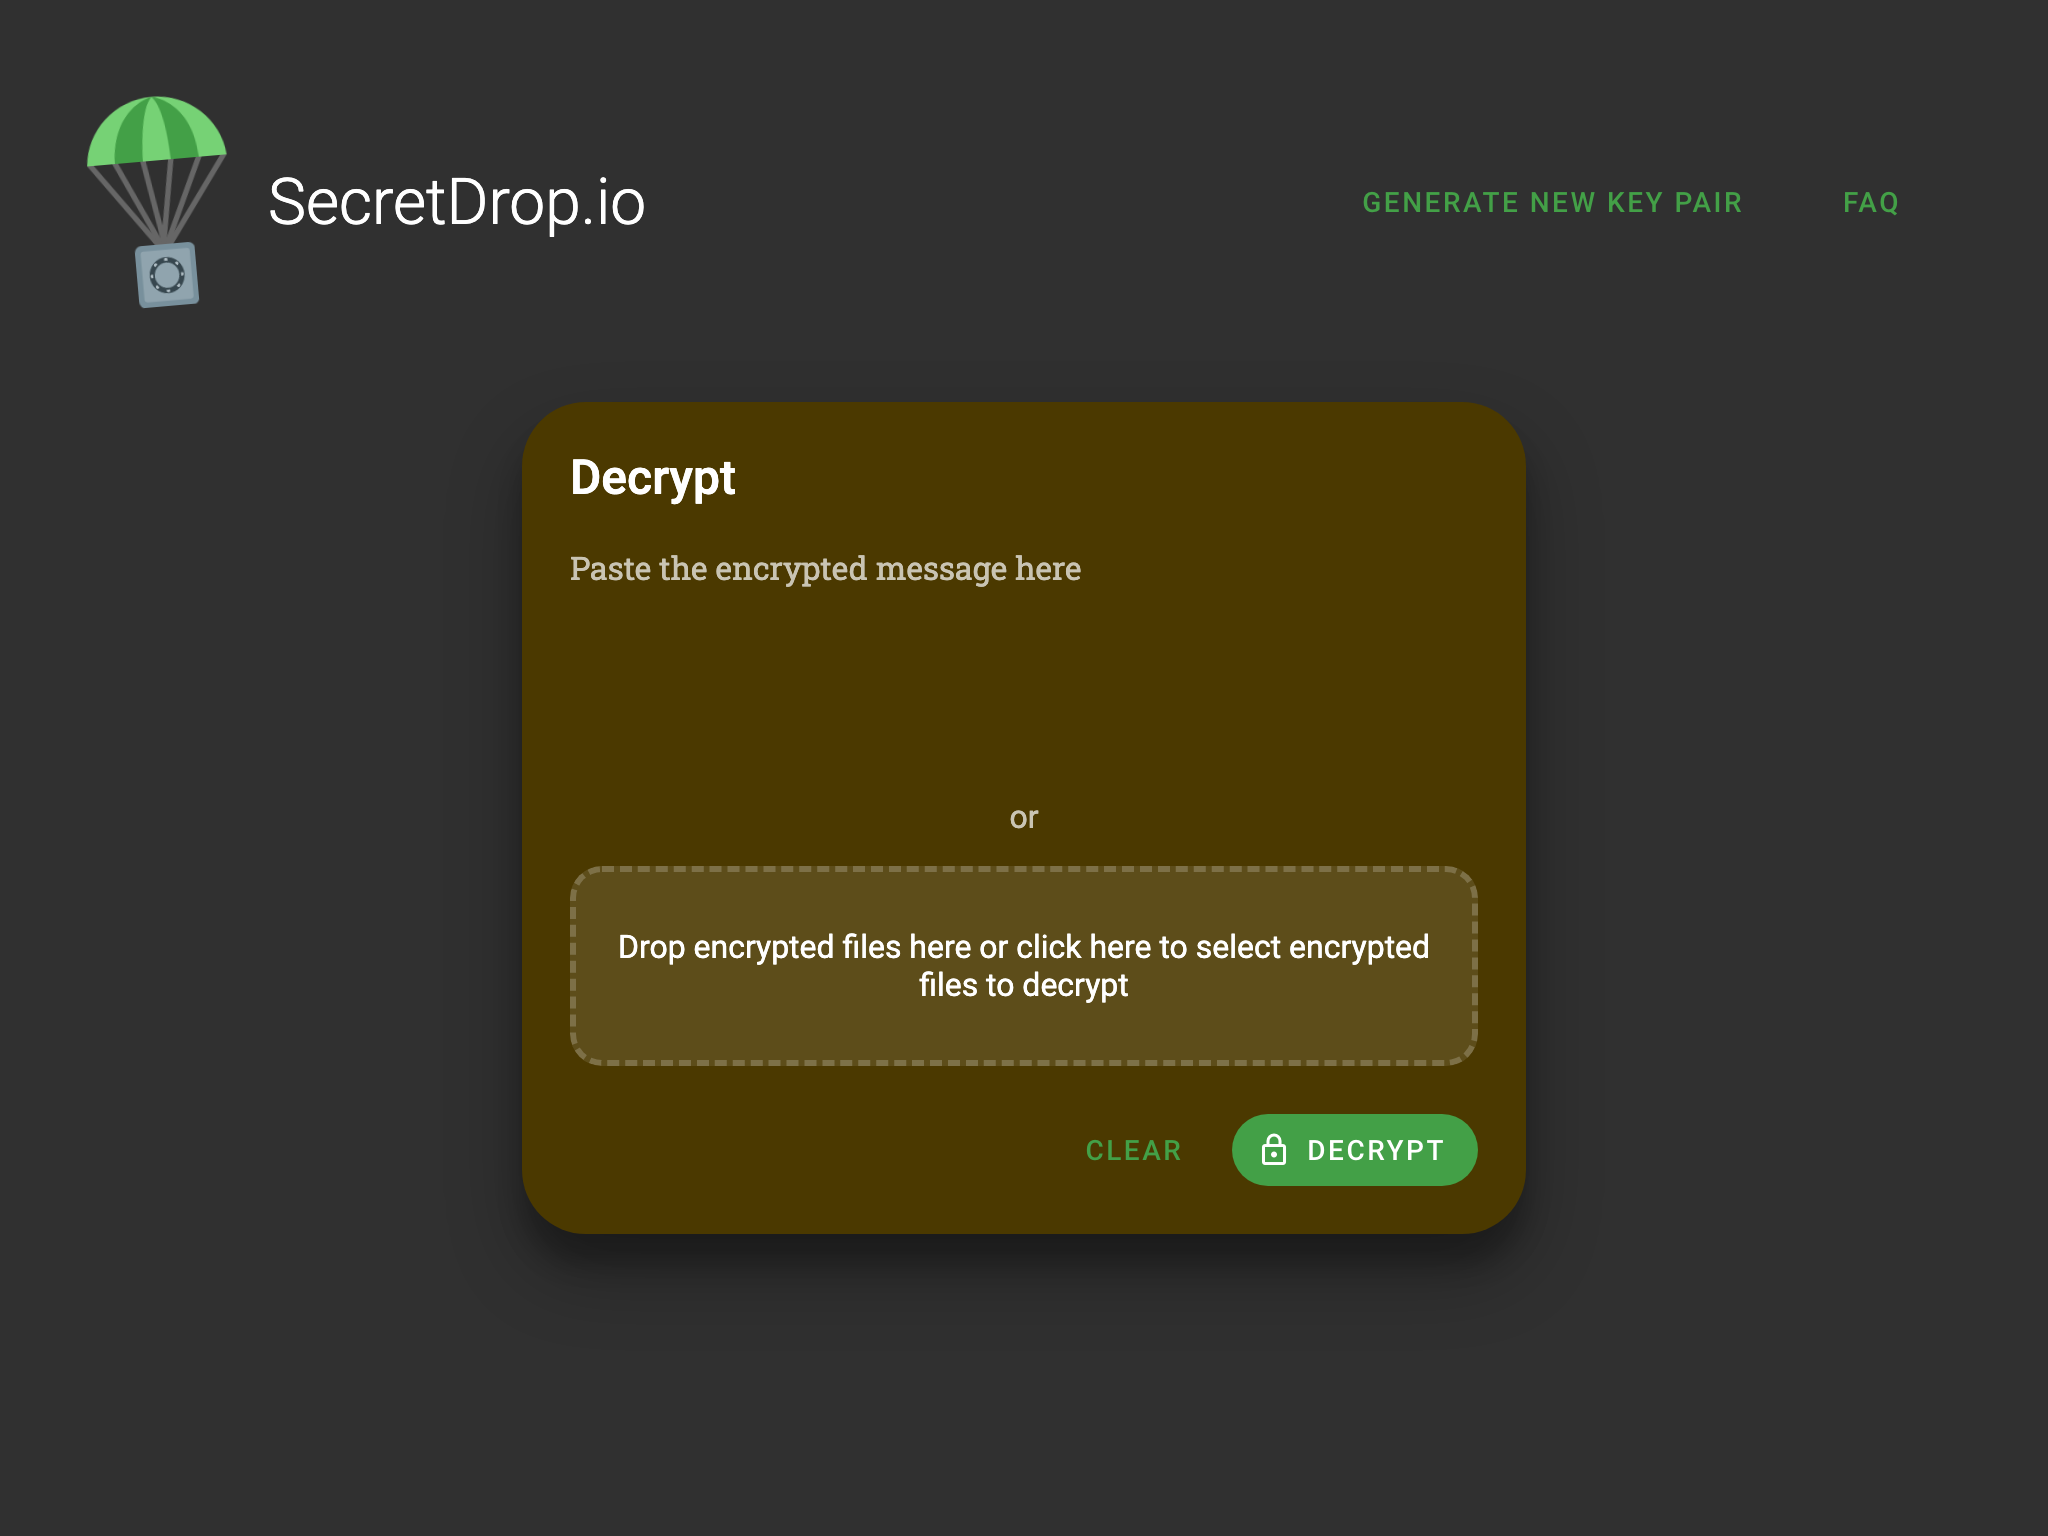 SecretDrop.io
GENERATE NEW KEY PAIR
FAQ
Decrypt
Paste the encrypted message here
or
Drop encrypted files here or click here to select encrypted
files to decrypt
CLEAR
DECRYPT